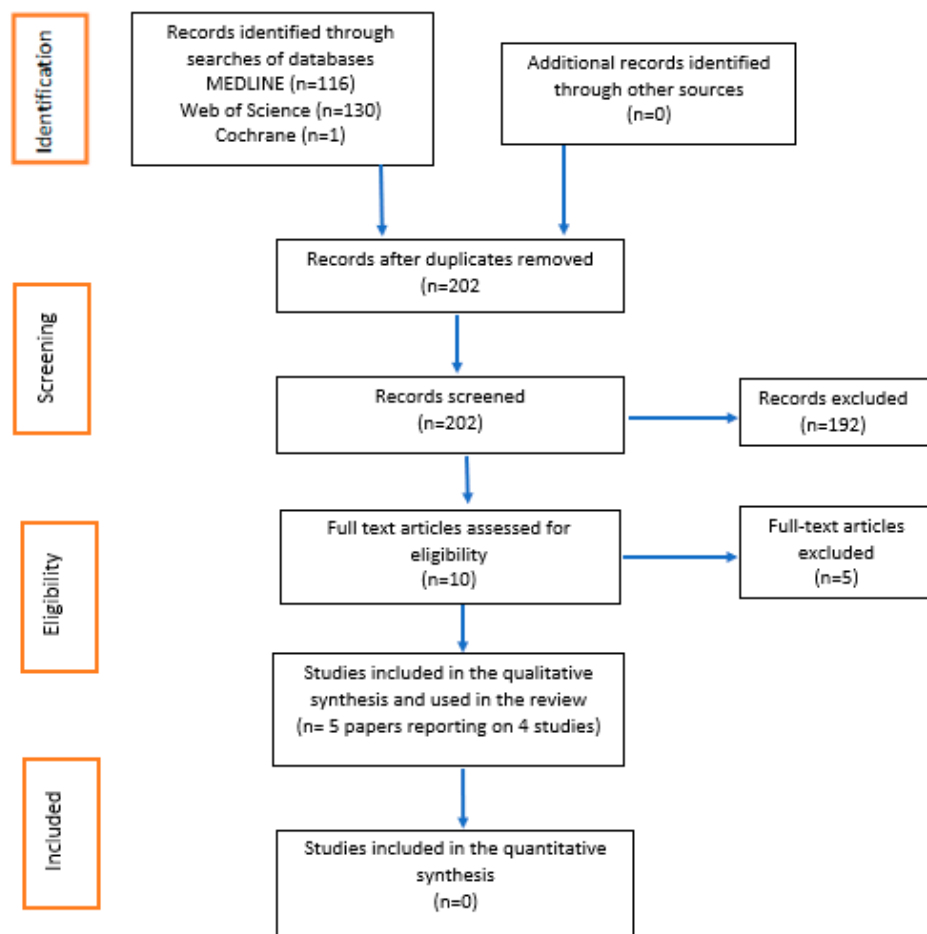 Identification
Records identified through
searches of databases
MEDLINE (n=116)
Web of Science (n=130)
Cochrane (n=1)
Additional records identified
through other sources
(n=0)
Records after duplicates removed
(n=202
Screening
Records screened
(n=202)
Records excluded
(n=192)
Eligibility
Full text articles assessed for
eligibility
(n=10)
Full-text articles
excluded
(n=5)
Studies included in the qualitative
synthesis and used in the review
(n= 5 papers reporting on 4 studies)
Included
Studies included in the quantitative
synthesis
(n=0)